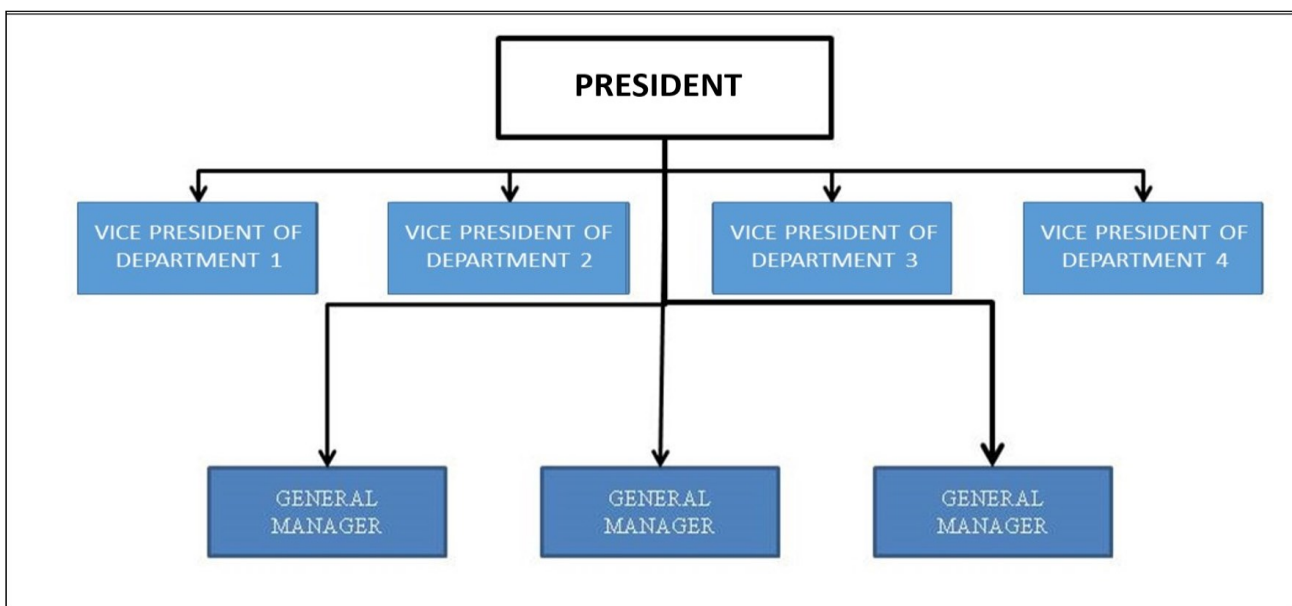 PRESIDENT
VICE PRESIDENT OF
DEPARTMENT 1
VICE PRESIDENT OF
DEPARTMENT 2
VICE PRESIDENT OF
DEPARTMENT 3
VICE PRESIDENT OF
DEPARTMENT 4
GENERAL
MANAGER
GENERAL
MANAGER
GENERAL
MANAGER